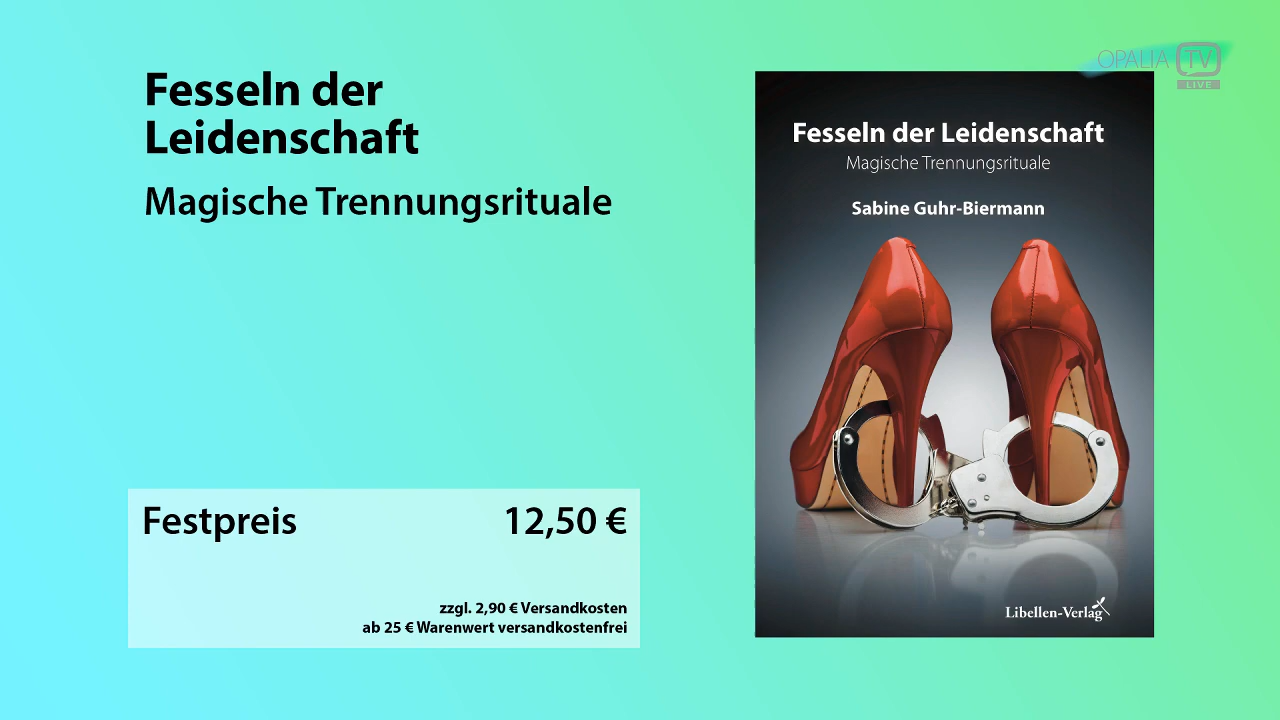 Fesseln der
Leidenschaft
Magische Trennungsrituale
Festpreis 12,50 €
zzgl. 2,90 € Versandkosten
ab 25 € Warenwert versandkostenfrei
OPALIA TV
LIVE
Fesseln der Leidenschaft
Magische Trennungsrituale
Sabine Guhr-Biermann
Libellen-Verlag